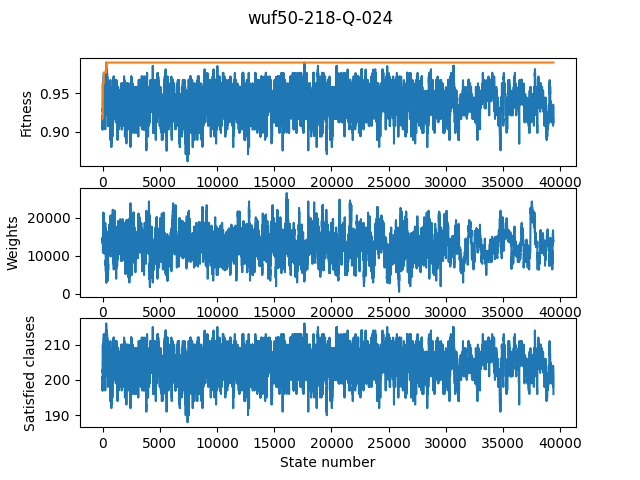 wuf50-218-Q-024
0.95
0.90
Fitness
0 5000 10000 15000 20000 25000 30000 35000 40000
20000
10000
0
Weights
0 5000 10000 15000 20000 25000 30000 35000 40000
210
200
190
Satisfied clauses
0 5000 10000 15000 20000 25000 30000 35000 40000
State number